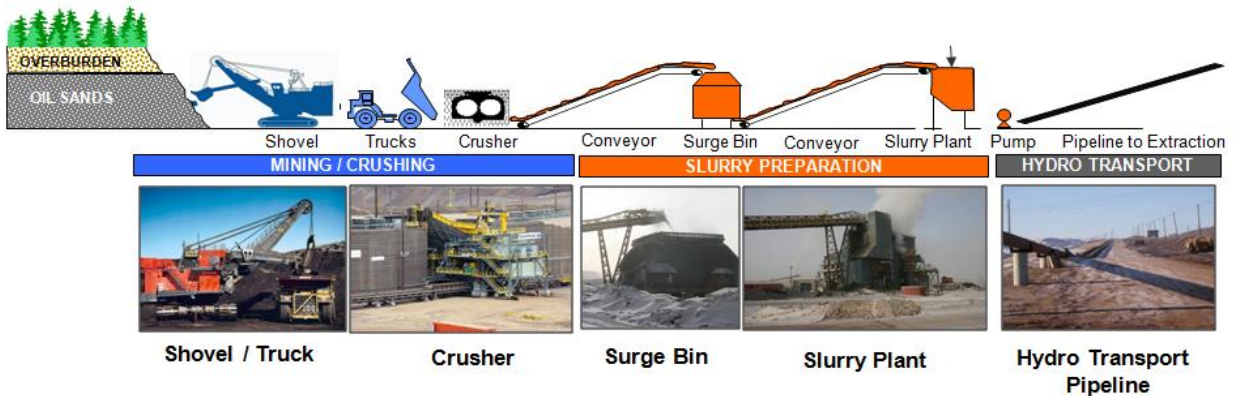 OVERBURDEN
OIL SANDS
Shovel Trucks Crusher Conveyor Surge Bin Conveyor Slurry Plant Pump Pipeline to Extraction
MINING / CRUSHING SLURRY PREPARATION HYDRO TRANSPORT
Shovel / Truck Crusher Surge Bin Slurry Plant Hydro Transport
Pipeline